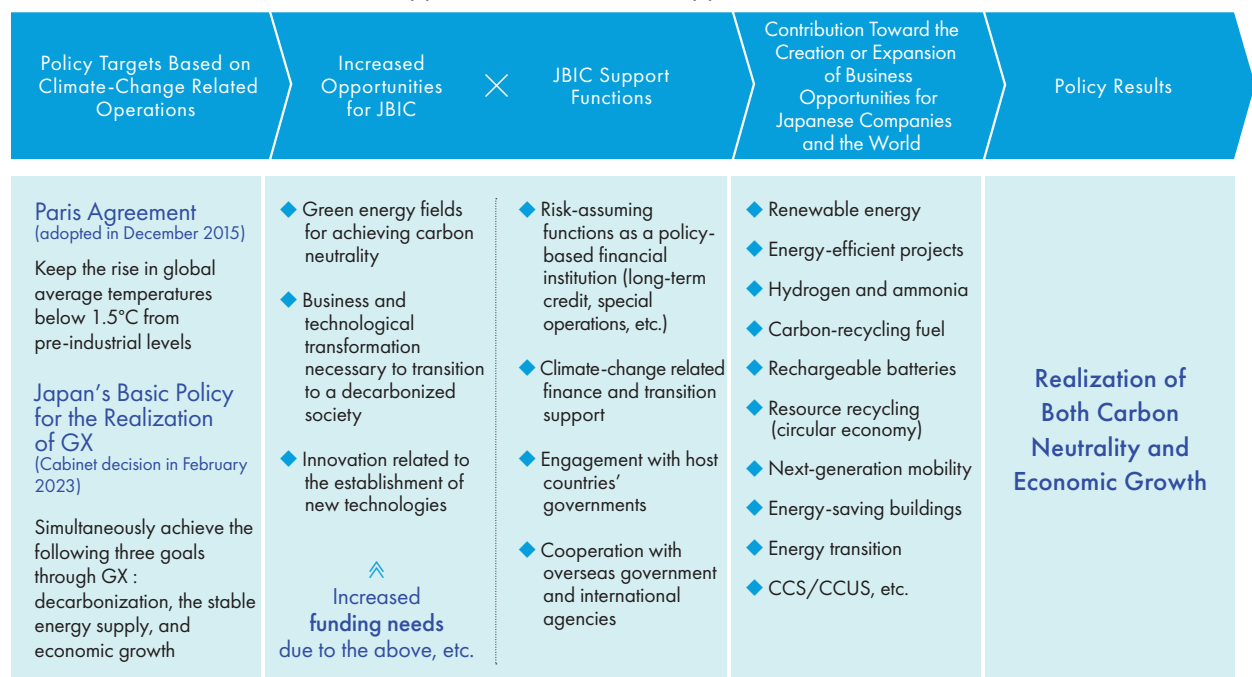 Policy Targets Based on
Climate-Change Related
Operations
Increased
Opportunities
for JBIC
×
JBIC Support
Functions
Contribution Toward the
Creation or Expansion
of Business
Opportunities for
Japanese Companies
and the World
Policy Results
Paris Agreement
(adopted in December 2015)
Keep the rise in global
average temperatures
below 1.5°C from
pre-industrial levels
Japan's Basic Policy
for the Realization
of GX
(Cabinet decision in February
2023)
Simultaneously achieve the
following three goals
through GX :
decarbonization, the stable
energy supply, and
economic growth
Green energy fields
for achieving carbon
neutrality
Business and
technological
transformation
necessary to transition
to a decarbonized
society
Innovation related to
the establishment of
new technologies
Increased
funding needs
due to the above, etc.
Risk-assuming
functions as a policy-
based financial
institution (long-term
credit, special
operations, etc.)
Climate-change related
finance and transition
support
Engagement with host
countries'
governments
Cooperation with
overseas government
and international
agencies
Renewable energy
Energy-efficient projects
Hydrogen and ammonia
Carbon-recycling fuel
Rechargeable batteries
Resource recycling
(circular economy)
Next-generation mobility
Energy-saving buildings
Energy transition
CCS/CCUS, etc.
Realization of
Both Carbon
Neutrality and
Economic Growth